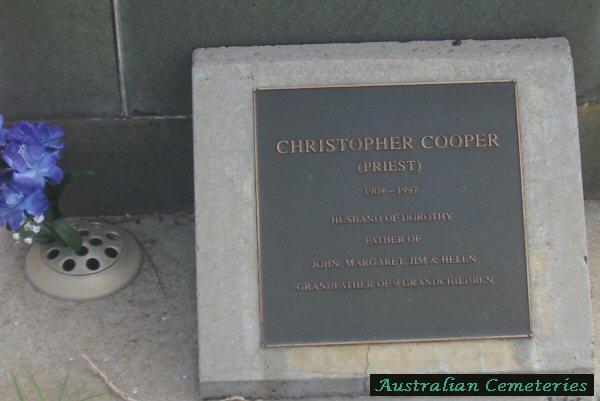 CHRISTOPHER COOPER
(PRIEST)
1909 – 1997
HUSBAND OF DOROTHY
FATHER OF
JOHN, MARGARET, JIM & HELEN
GRANDFATHER OF 9 GRANDCHILDREN
Australian Cemeteries